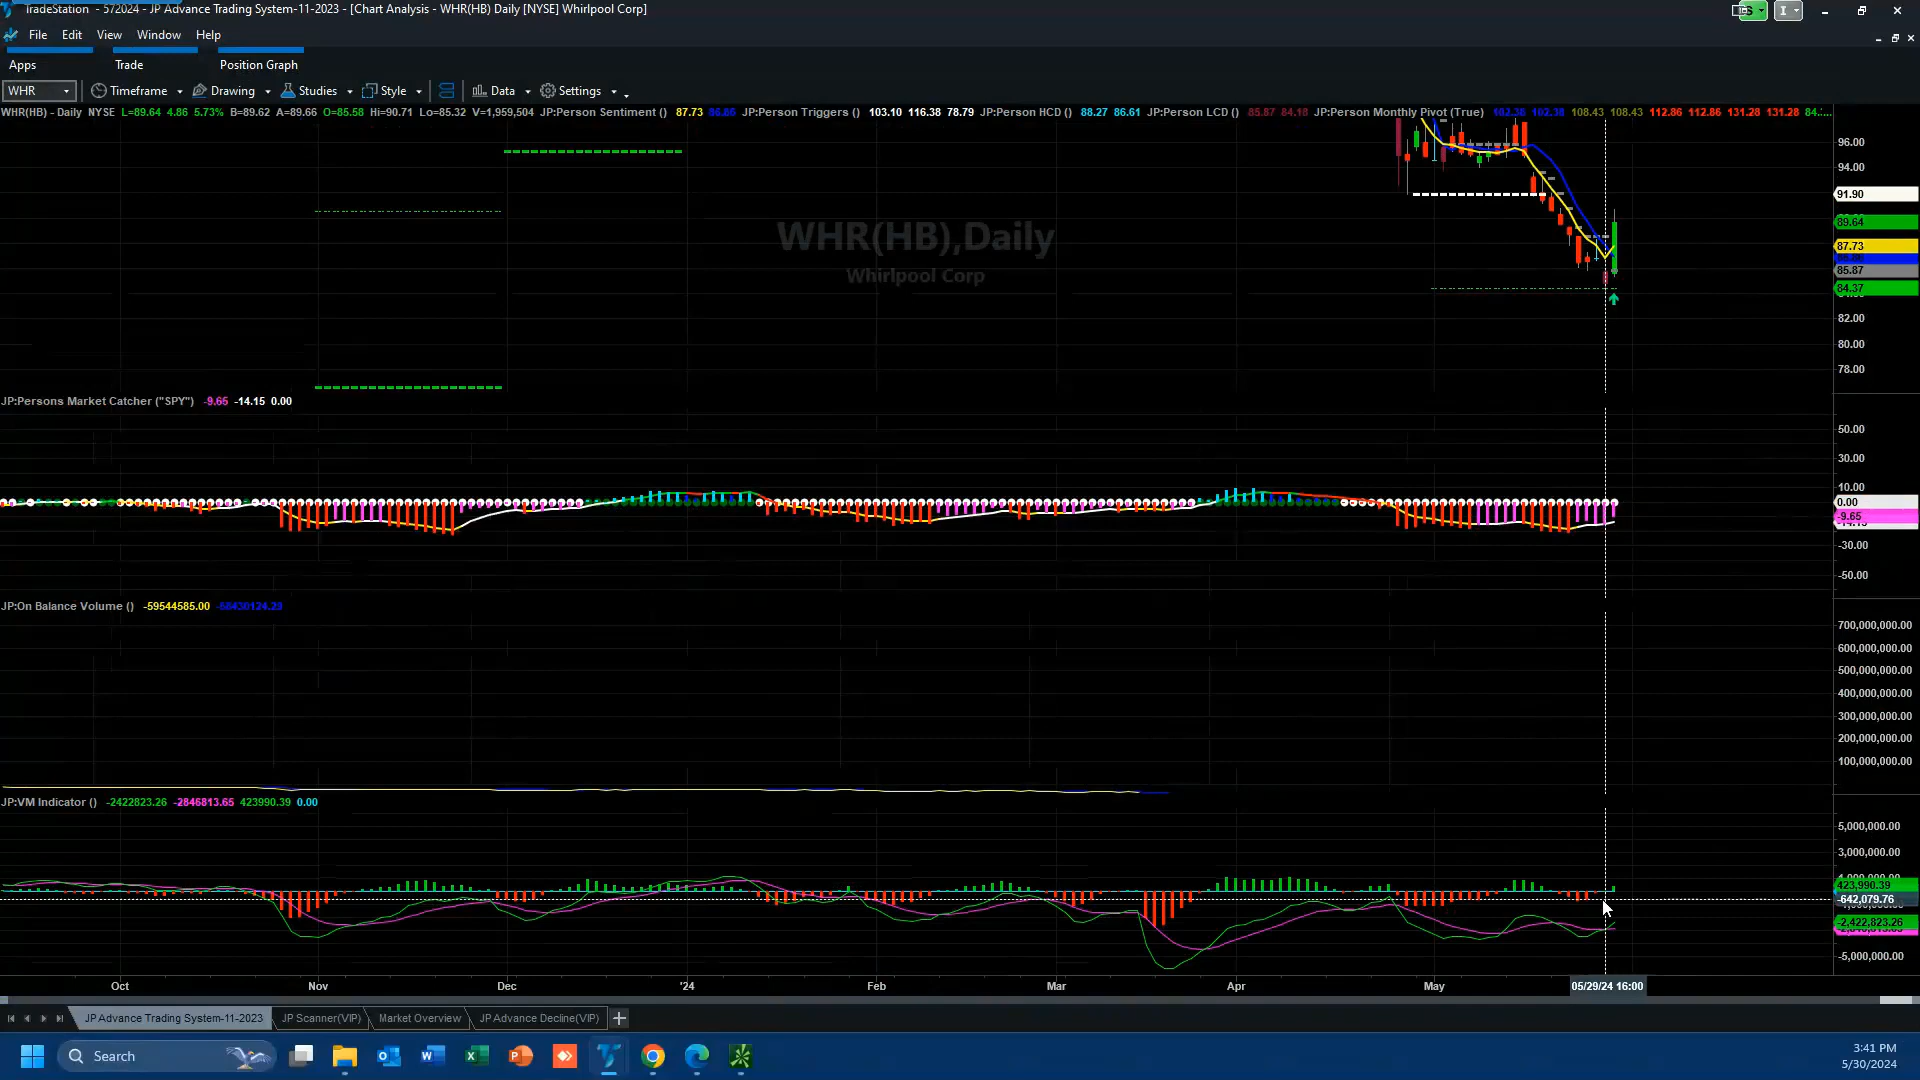 TradeStation - 572024 - JP Advance Trading System-11-2023 - [Chart Analysis - WHR(HB) Daily [NYSE] Whirlpool Corp]
File Edit View Window Help
Apps Trade Position Graph
WHR Timeframe Drawing Studies Style Data Settings
WHR(HB) - Daily NYSE L=89.64 4.86 5.73% B=89.62 A=89.66 O=85.58 Hi=90.71 Lo=85.32 V=1,959,504 JP:Person Sentiment () 87.73 86.86 JP:Person Triggers () 103.10 116.38 78.79 JP:Person HCD () 88.27 86.61 JP:Person LCD () 85.87 84.18 JP:Person Monthly Pivot (True) 102.38 102.38 108.43 108.43 112.86 112.86 131.28 131.28 84.…
96.00
94.00
91.90
89.64
87.73
85.87
84.37
82.00
80.00
78.00
WHR(HB),Daily
Whirlpool Corp
JP:Persons Market Catcher ("SPY") -9.65 -14.15 0.00
50.00
30.00
10.00
0.00
-9.65
-30.00
-50.00
JP:On Balance Volume () -59544585.00 -68430124.23
700,000,000.00
600,000,000.00
500,000,000.00
400,000,000.00
300,000,000.00
200,000,000.00
100,000,000.00
JP:VM Indicator () -2422823.26 -2846813.65 423990.39 0.00
5,000,000.00
3,000,000.00
423,990.39
-642,079.76
-2,422,823.26
-5,000,000.00
Oct Nov Dec '24 Feb Mar Apr May 05/29/24 16:00
JP Advance Trading System-11-2023 JP Scanner(VIP) Market Overview JP Advance Decline(VIP)
Search
3:41 PM
5/30/2024